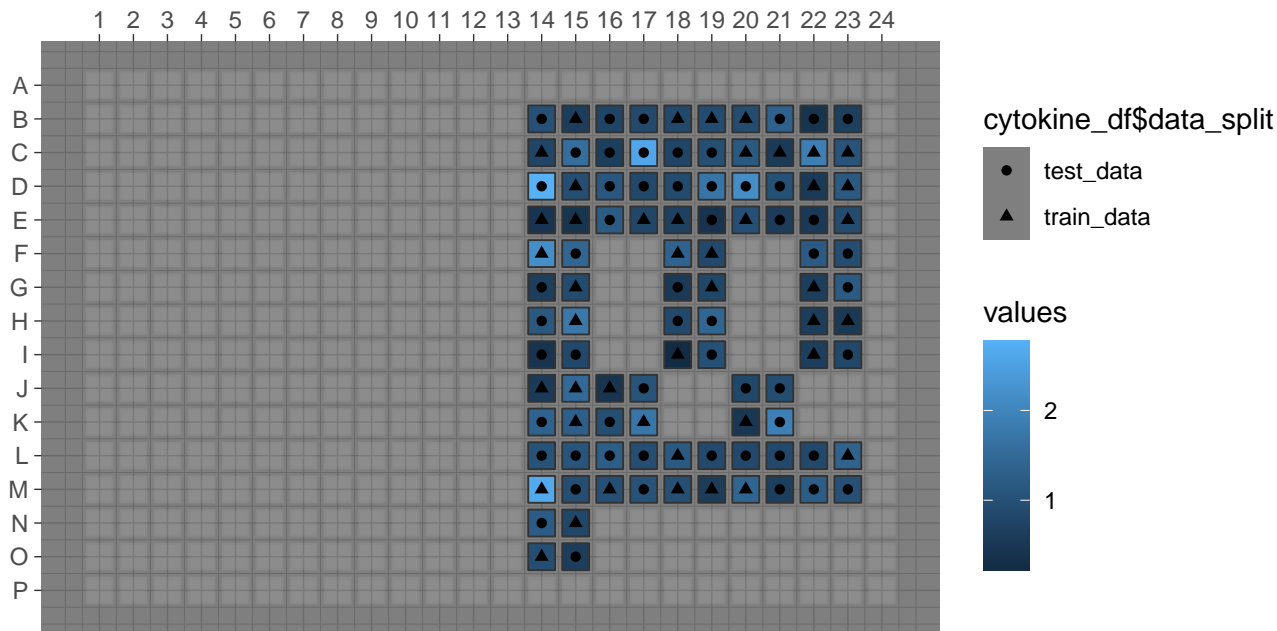 1 2 3 4 5 6 7 8 9 10 11 12 13 14 15 16 17 18 19 20 21 22 23 24
A
B
C
D
E
F
G
H
I
J
K
L
M
N
O
P
cytokine_df$data_split
test_data
train_data
values
2
1